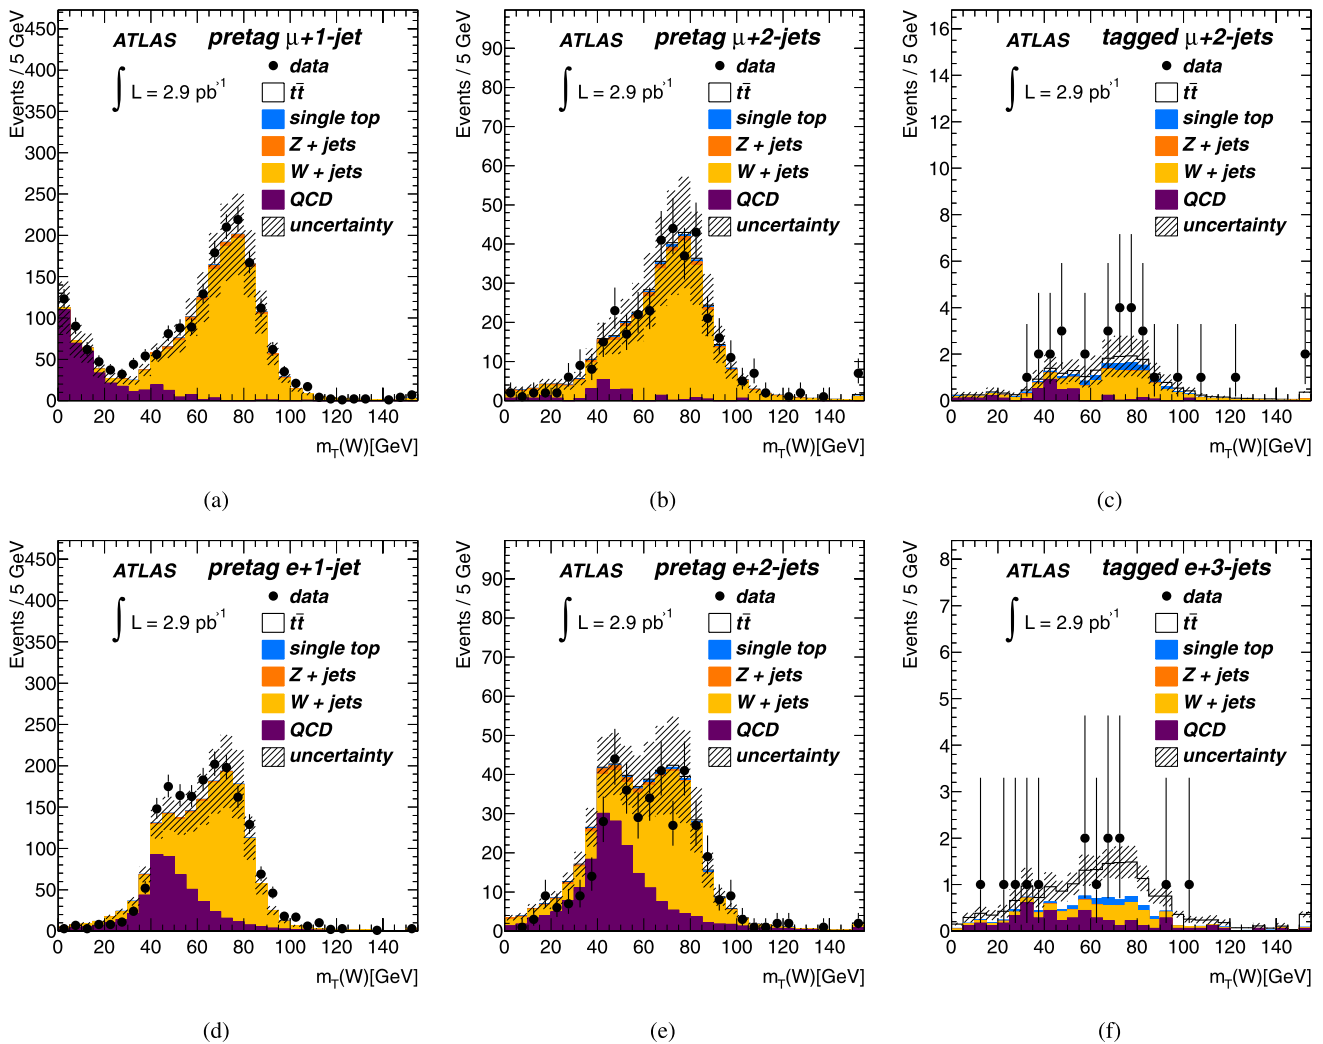 Events / 5 GeV
450
400
350
300
250
200
150
100
50
0
ATLAS pretag μ+1-jet
∫ L = 2.9 pb⁻¹
data
tt̄
single top
Z + jets
W + jets
QCD
uncertainty
0 20 40 60 80 100 120 140
m_T(W)[GeV]
(a)
Events / 5 GeV
90
80
70
60
50
40
30
20
10
0
ATLAS pretag μ+2-jets
∫ L = 2.9 pb⁻¹
data
tt̄
single top
Z + jets
W + jets
QCD
uncertainty
0 20 40 60 80 100 120 140
m_T(W)[GeV]
(b)
Events / 5 GeV
16
14
12
10
8
6
4
2
0
ATLAS tagged μ+2-jets
∫ L = 2.9 pb⁻¹
data
tt̄
single top
Z + jets
W + jets
QCD
uncertainty
0 20 40 60 80 100 120 140
m_T(W)[GeV]
(c)
Events / 5 GeV
450
400
350
300
250
200
150
100
50
0
ATLAS pretag e+1-jet
∫ L = 2.9 pb⁻¹
data
tt̄
single top
Z + jets
W + jets
QCD
uncertainty
0 20 40 60 80 100 120 140
m_T(W)[GeV]
(d)
Events / 5 GeV
90
80
70
60
50
40
30
20
10
0
ATLAS pretag e+2-jets
∫ L = 2.9 pb⁻¹
data
tt̄
single top
Z + jets
W + jets
QCD
uncertainty
0 20 40 60 80 100 120 140
m_T(W)[GeV]
(e)
Events / 5 GeV
8
7
6
5
4
3
2
1
0
ATLAS tagged e+3-jets
∫ L = 2.9 pb⁻¹
data
tt̄
single top
Z + jets
W + jets
QCD
uncertainty
0 20 40 60 80 100 120 140
m_T(W)[GeV]
(f)